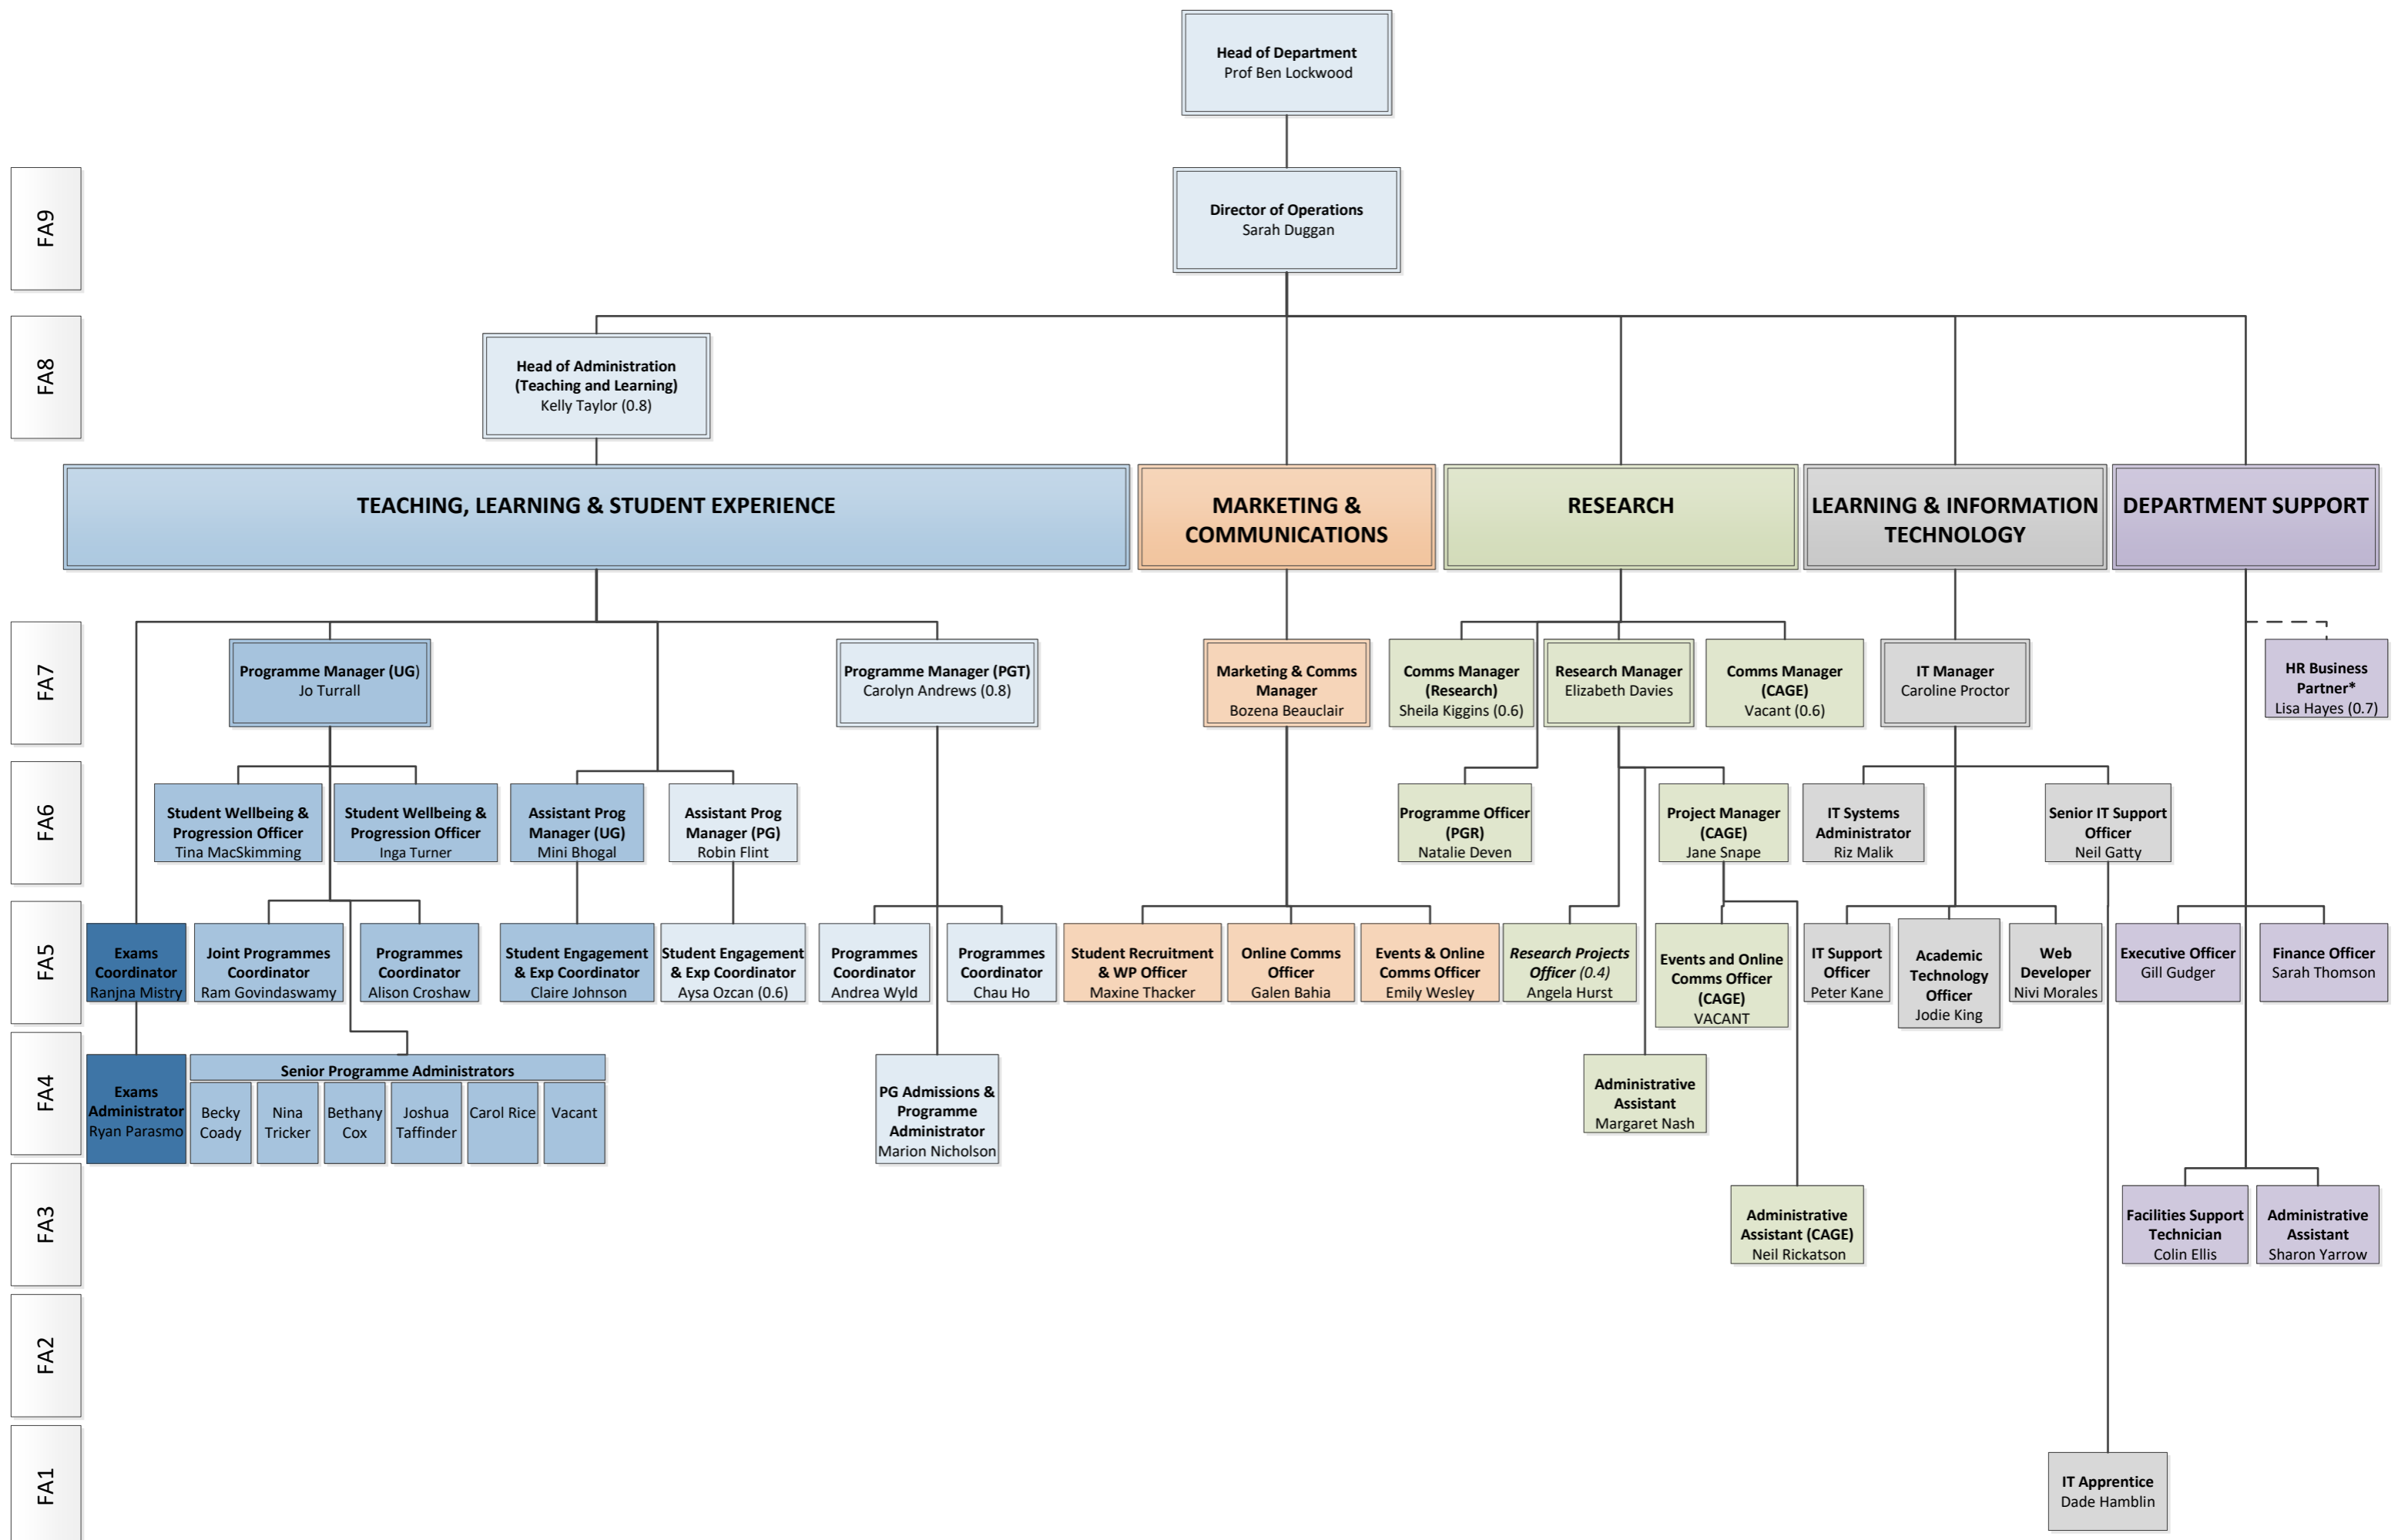 Head of Department
Prof Ben Lockwood
FA9
Director of Operations
Sarah Duggan
FA8
Head of Administration
(Teaching and Learning)
Kelly Taylor (0.8)
TEACHING, LEARNING & STUDENT EXPERIENCE
MARKETING &
COMMUNICATIONS
RESEARCH
LEARNING & INFORMATION
TECHNOLOGY
DEPARTMENT SUPPORT
FA7
Programme Manager (UG)
Jo Turrall
Programme Manager (PGT)
Carolyn Andrews (0.8)
Marketing & Comms
Manager
Bozena Beauclair
Comms Manager
(Research)
Sheila Kiggins (0.6)
Research Manager
Elizabeth Davies
Comms Manager
(CAGE)
Vacant (0.6)
IT Manager
Caroline Proctor
HR Business
Partner*
Lisa Hayes (0.7)
FA6
Student Wellbeing &
Progression Officer
Tina MacSkimming
Student Wellbeing &
Progression Officer
Inga Turner
Assistant Prog
Manager (UG)
Mini Bhogal
Assistant Prog
Manager (PG)
Robin Flint
Programme Officer
(PGR)
Natalie Deven
Project Manager
(CAGE)
Jane Snape
IT Systems
Administrator
Riz Malik
Senior IT Support
Officer
Neil Gatty
FA5
Exams
Coordinator
Ranjna Mistry
Joint Programmes
Coordinator
Ram Govindaswamy
Programmes
Coordinator
Alison Croshaw
Student Engagement
& Exp Coordinator
Claire Johnson
Student Engagement
& Exp Coordinator
Aysa Ozcan (0.6)
Programmes
Coordinator
Andrea Wyld
Programmes
Coordinator
Chau Ho
Student Recruitment
& WP Officer
Maxine Thacker
Online Comms
Officer
Galen Bahia
Events & Online
Comms Officer
Emily Wesley
Research Projects
Officer (0.4)
Angela Hurst
Events and Online
Comms Officer
(CAGE)
VACANT
IT Support
Officer
Peter Kane
Academic
Technology
Officer
Jodie King
Web
Developer
Nivi Morales
Executive Officer
Gill Gudger
Finance Officer
Sarah Thomson
FA4
Exams
Administrator
Ryan Parasmo
Senior Programme Administrators
Becky
Coady
Nina
Tricker
Bethany
Cox
Joshua
Taffinder
Carol Rice
Vacant
PG Admissions &
Programme
Administrator
Marion Nicholson
Administrative
Assistant
Margaret Nash
FA3
Administrative
Assistant (CAGE)
Neil Rickatson
Facilities Support
Technician
Colin Ellis
Administrative
Assistant
Sharon Yarrow
FA2
FA1
IT Apprentice
Dade Hamblin